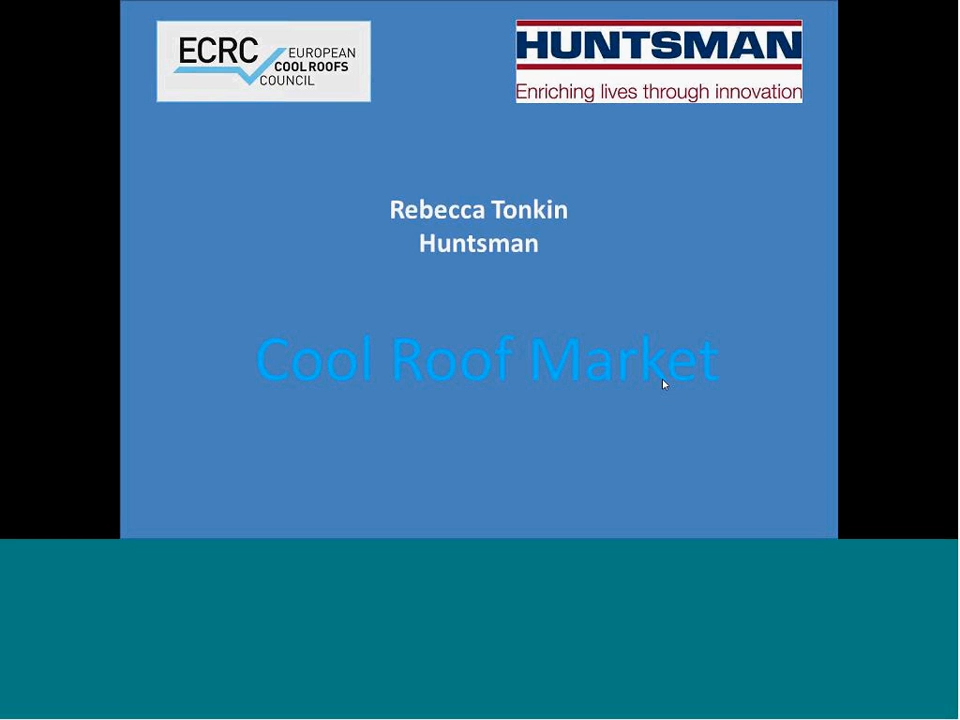 ECRC
EUROPEAN
COOL ROOFS
COUNCIL
HUNTSMAN
Enriching lives through innovation
Rebecca Tonkin
Huntsman
Cool Roof Market